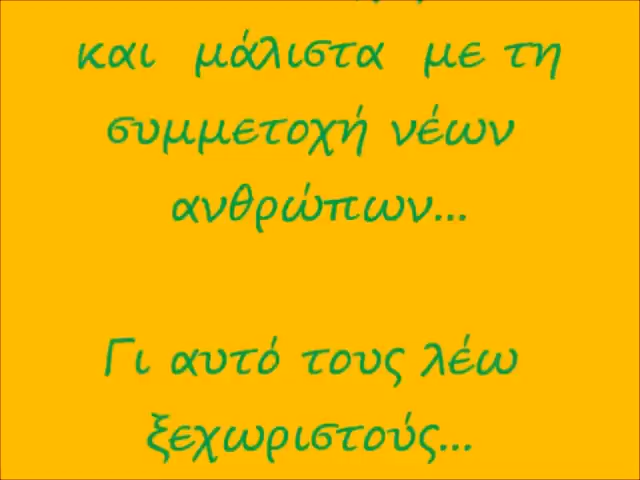 και μάλιστα με τη
συμμετοχή νέων
ανθρώπων...
Γι αυτό τους λέω
ξεχωριστούς...